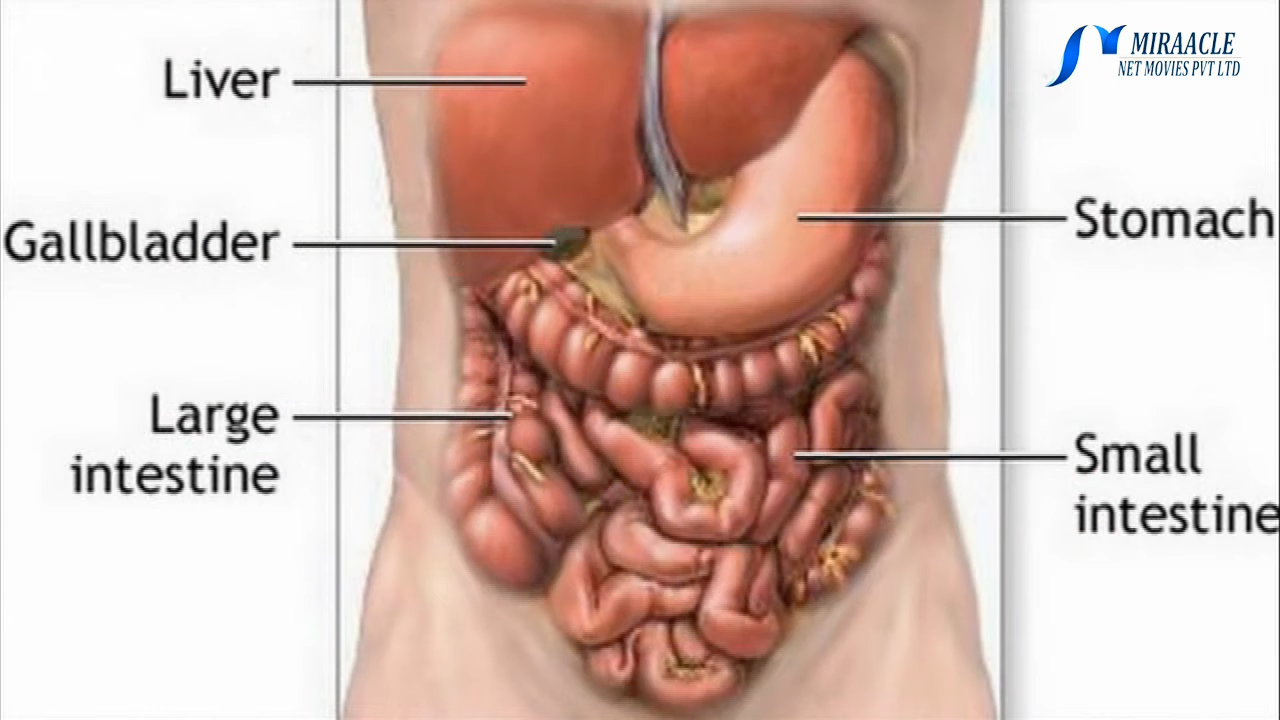 Liver
Gallbladder
Large
intestine
MIRAACLE
NET MOVIES PVT LTD
Stomach
Small
intestine